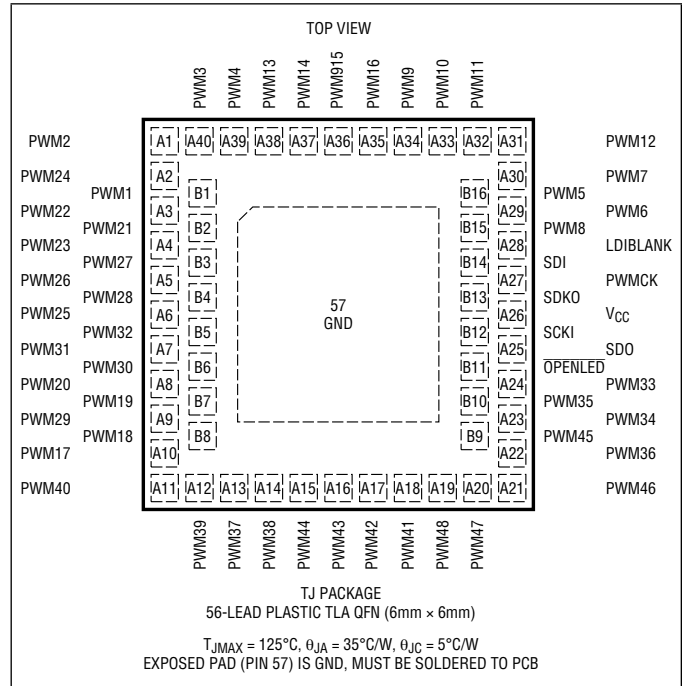 TOP VIEW
PWM3 PWM4 PWM13 PWM14 PWM915 PWM16 PWM9 PWM10 PWM11
PWM2 A1 A40 A39 A38 A37 A36 A35 A34 A33 A32 A31 PWM12
PWM24 A2 A30 PWM7
PWM1 B1 B16 PWM5
PWM22 A3 A29 PWM6
PWM21 B2 B15 PWM8
PWM23 A4 A28 LDIBLANK
PWM27 B3 B14 SDI
PWM26 A5 A27 PWMCK
PWM28 B4 B13 SDKO
57
PWM25 A6 A26 VCC
GND
PWM32 B5 B12 SCKI
PWM31 A7 A25 SDO
PWM30 B6 B11 OPENLED
PWM20 A8 A24 PWM33
PWM19 B7 B10 PWM35
PWM29 A9 A23 PWM34
PWM18 B8 B9 PWM45
PWM17 A10 A22 PWM36
PWM40 A11 A12 A13 A14 A15 A16 A17 A18 A19 A20 A21 PWM46
PWM39 PWM37 PWM38 PWM44 PWM43 PWM42 PWM41 PWM48 PWM47
TJ PACKAGE
56-LEAD PLASTIC TLA QFN (6mm × 6mm)
TJMAX = 125°C, θJA = 35°C/W, θJC = 5°C/W
EXPOSED PAD (PIN 57) IS GND, MUST BE SOLDERED TO PCB